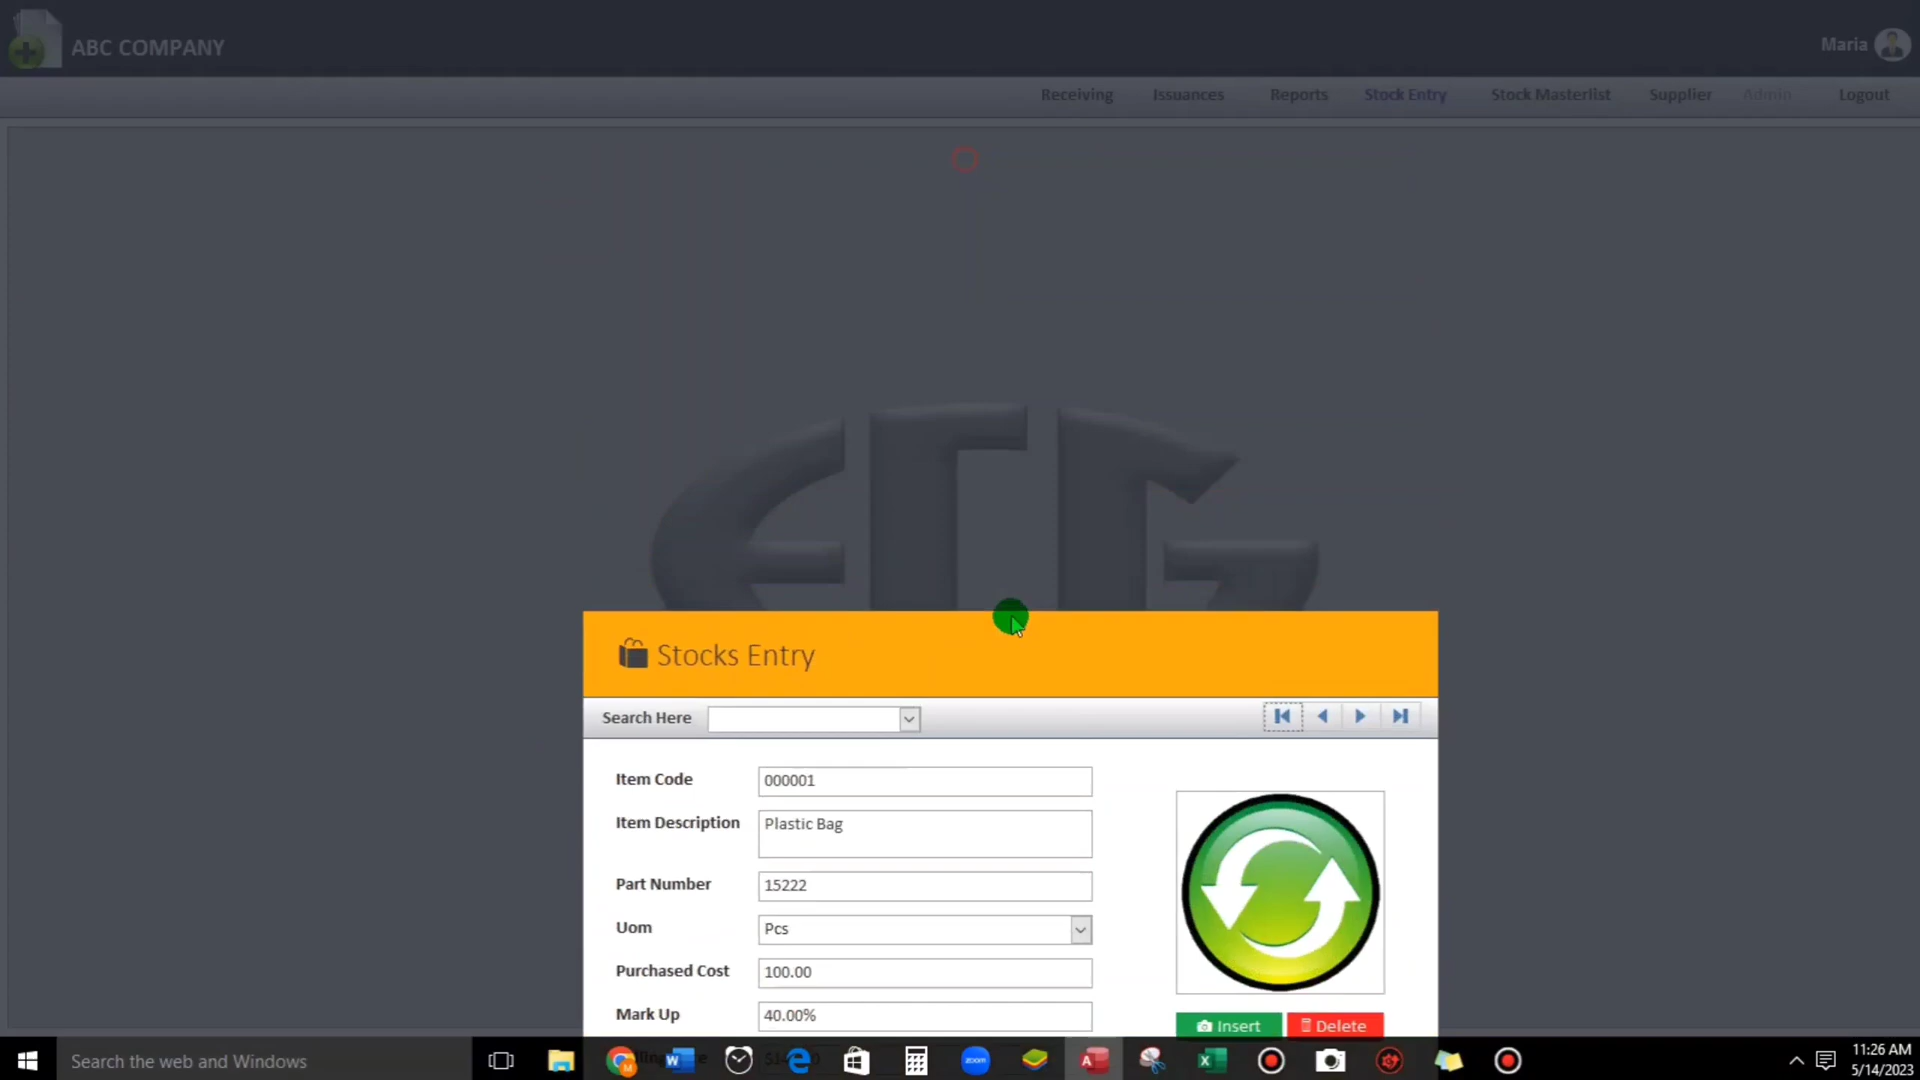 ABC COMPANY
Maria
Receiving Issuances Reports Stock Entry Stock Masterlist Supplier Admin Logout
Stocks Entry
Search Here
Item Code 000001
Item Description Plastic Bag
Part Number 15222
Uom Pcs
Purchased Cost 100.00
Mark Up 40.00%
Insert Delete
Search the web and Windows
zoom
11:26 AM
5/14/2023